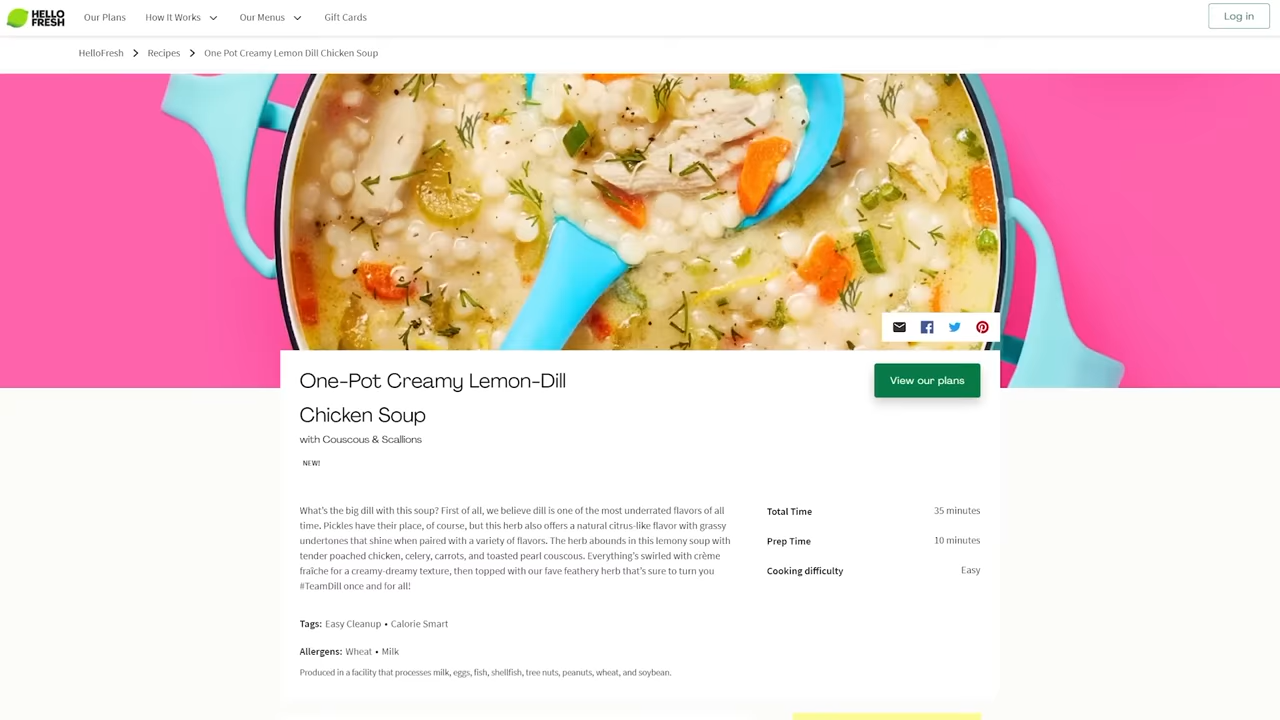 HELLO
FRESH
Our Plans
How It Works
Our Menus
Gift Cards
Log in
HelloFresh
Recipes
One Pot Creamy Lemon Dill Chicken Soup
One-Pot Creamy Lemon-Dill
Chicken Soup
View our plans
with Couscous & Scallions
NEW!
What's the big dill with this soup? First of all, we believe dill is one of the most underrated flavors of all
time. Pickles have their place, of course, but this herb also offers a natural citrus-like flavor with grassy
undertones that shine when paired with a variety of flavors. The herb abounds in this lemony soup with
tender poached chicken, celery, carrots, and toasted pearl couscous. Everything's swirled with crème
fraîche for a creamy-dreamy texture, then topped with our fave feathery herb that's sure to turn you
#TeamDill once and for all!
Total Time 35 minutes
Prep Time 10 minutes
Cooking difficulty Easy
Tags: Easy Cleanup • Calorie Smart
Allergens: Wheat • Milk
Produced in a facility that processes milk, eggs, fish, shellfish, tree nuts, peanuts, wheat, and soybean.